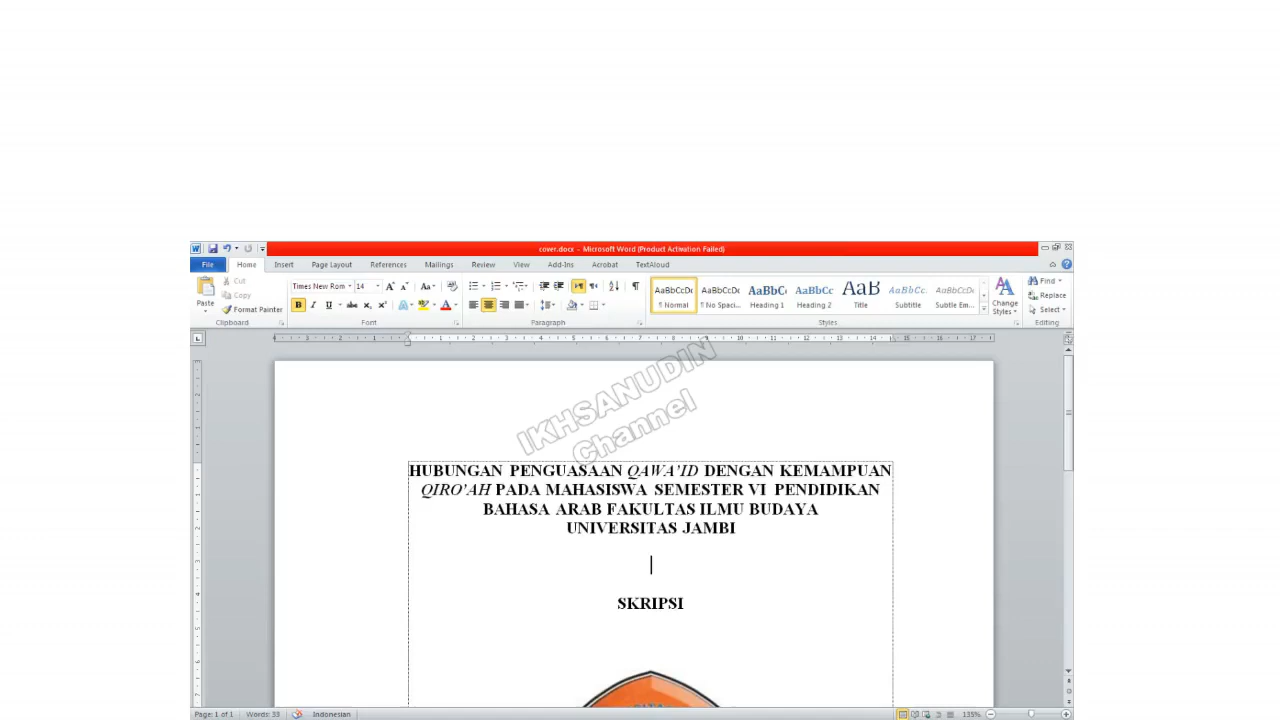 cover.docx - Microsoft Word (Product Activation Failed)
File Home Insert Page Layout References Mailings Review View Add-Ins Acrobat TextAloud
Paste
Cut
Copy
Format Painter
Clipboard
Times New Rom 14
Font
Paragraph
AaBbCcDc AaBbCcDc AaBbC AaBbCc AaB AaBbCc. AaBbCcDc
¶ Normal ¶ No Spaci... Heading 1 Heading 2 Title Subtitle Subtle Em...
Change Styles
Styles
Find
Replace
Select
Editing
IKHSANUDIN
Channel
HUBUNGAN PENGUASAAN QAWA’ID DENGAN KEMAMPUAN
QIRO’AH PADA MAHASISWA SEMESTER VI PENDIDIKAN
BAHASA ARAB FAKULTAS ILMU BUDAYA
UNIVERSITAS JAMBI
SKRIPSI
Page: 1 of 1 Words: 33 Indonesian 135%